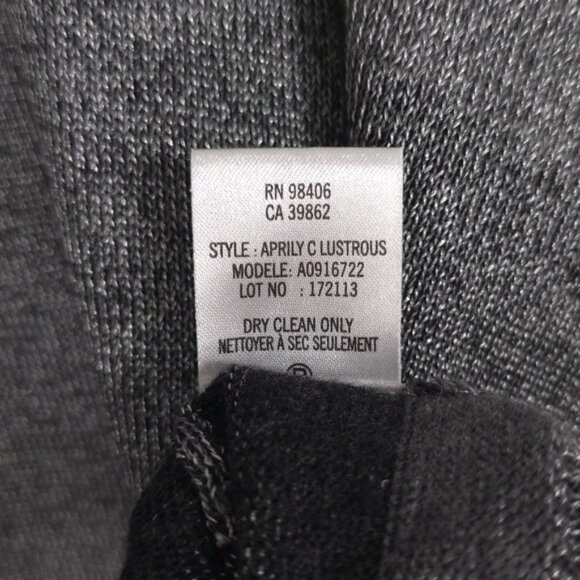 RN 98406
CA 39862
STYLE : APRILY C LUSTROUS
MODELE: A0916722
LOT NO : 172113
DRY CLEAN ONLY
NETTOYER À SEC SEULEMENT